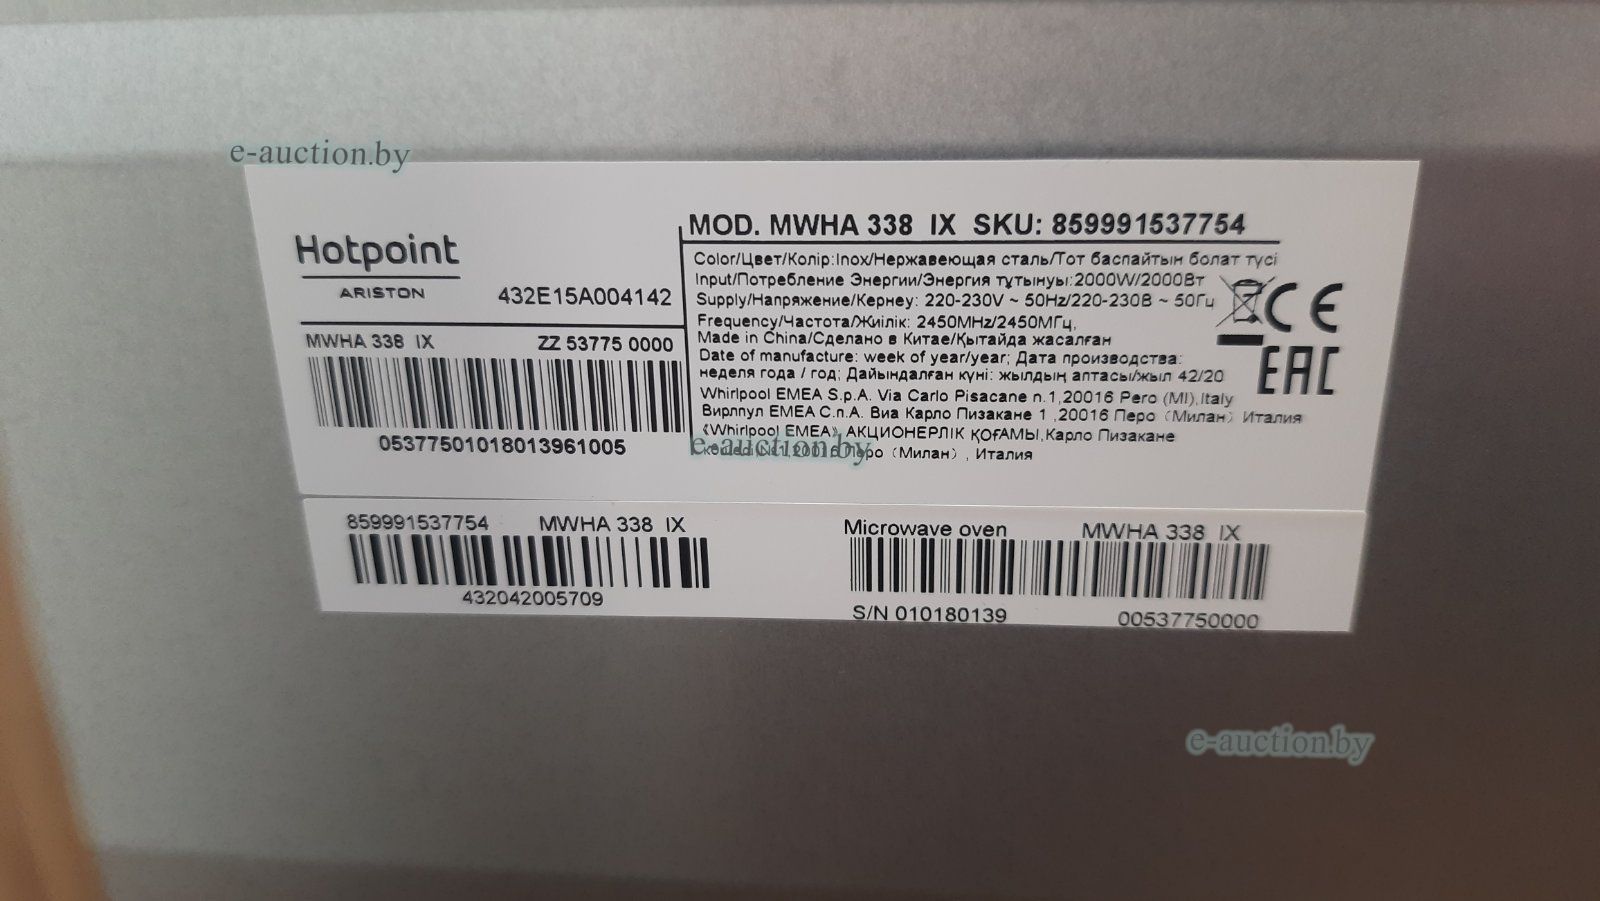 e-auction.by
Hotpoint
ARISTON
432E15A004142
MWHA 338 IX ZZ 53775 0000
053775010018013961005
MOD. MWHA 338 IX SKU: 859991537754
Color/Цвет/Колiр:Inox/Нержавеющая сталь/Тот баспайтын болат түсі
Input/Потребление Энергии/Энергия тұтынуы:2000W/2000Вт
Supply/Напряжение/Кернеу: 220-230V ~ 50Hz/220-230В ~ 50Гц
Frequency/Частота/Жиілік: 2450MHz/2450МГц,
Made in China/Сделано в Китае/Қытайда жасалған
Date of manufacture: week of year/year; Дата производства:
неделя года / год; Дайындалған күні: жылдың аптасы/жыл 42/20
Whirlpool EMEA S.p.A. Via Carlo Pisacane n.1,20016 Pero (MI),Italy
Вирлпул EMEA С.п.А. Виа Карло Пизакане 1 ,20016 Перо (Милан) Италия
《Whirlpool EMEA》, АКЦИОНЕРЛІК ҚОҒАМЫ,Карло Пизакане
e-auction.by
Перо (Милан) , Италия
CE
EAC
859991537754 MWHA 338 IX
432042005709
Microwave oven MWHA 338 IX
S/N 010180139 00537750000
e-auction.by